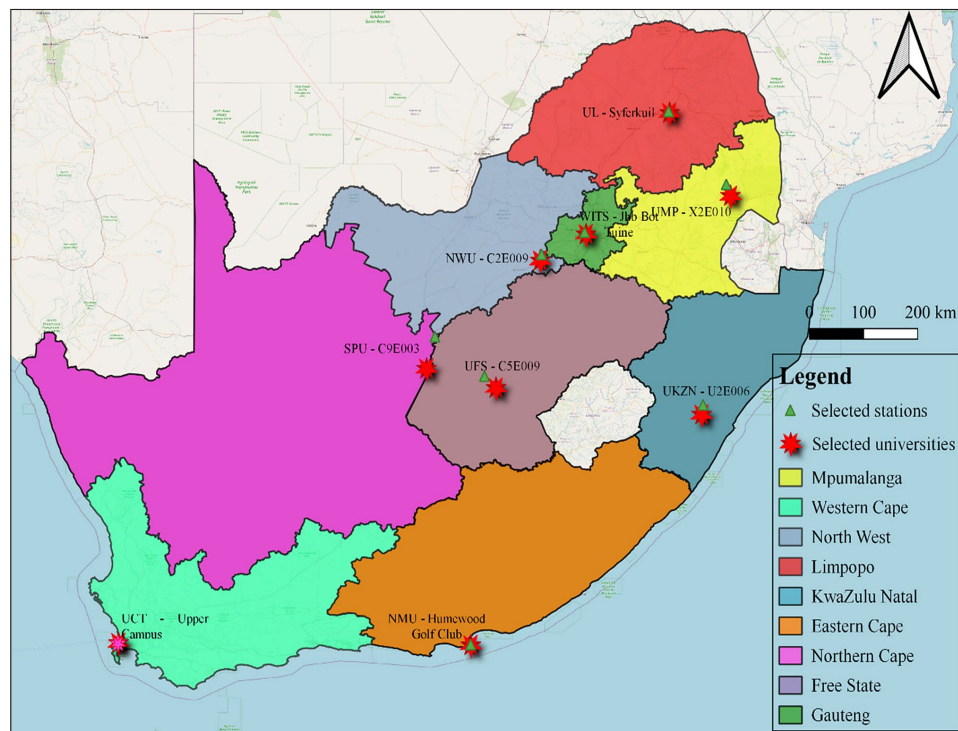 UL - Syferkuil
UMP - X2E010
WITS - Jhb Bot
Tuine
NWU - C2E009
SPU - C9E003
UFS - C5E009
UKZN - U2E006
0 100 200 km
Legend
Selected stations
Selected universities
Mpumalanga
Western Cape
North West
Limpopo
KwaZulu Natal
Eastern Cape
Northern Cape
Free State
Gauteng
UCT - Upper
Campus
NMU - Humewood
Golf Club